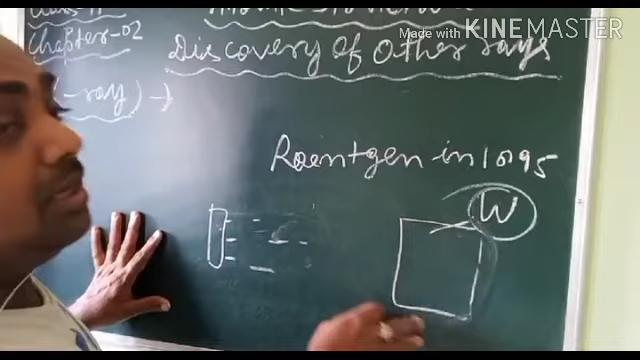 Made with KINEMASTER
Chapter-02
Discovery of Other rays
-ray) →
Roentgen in 1895
W